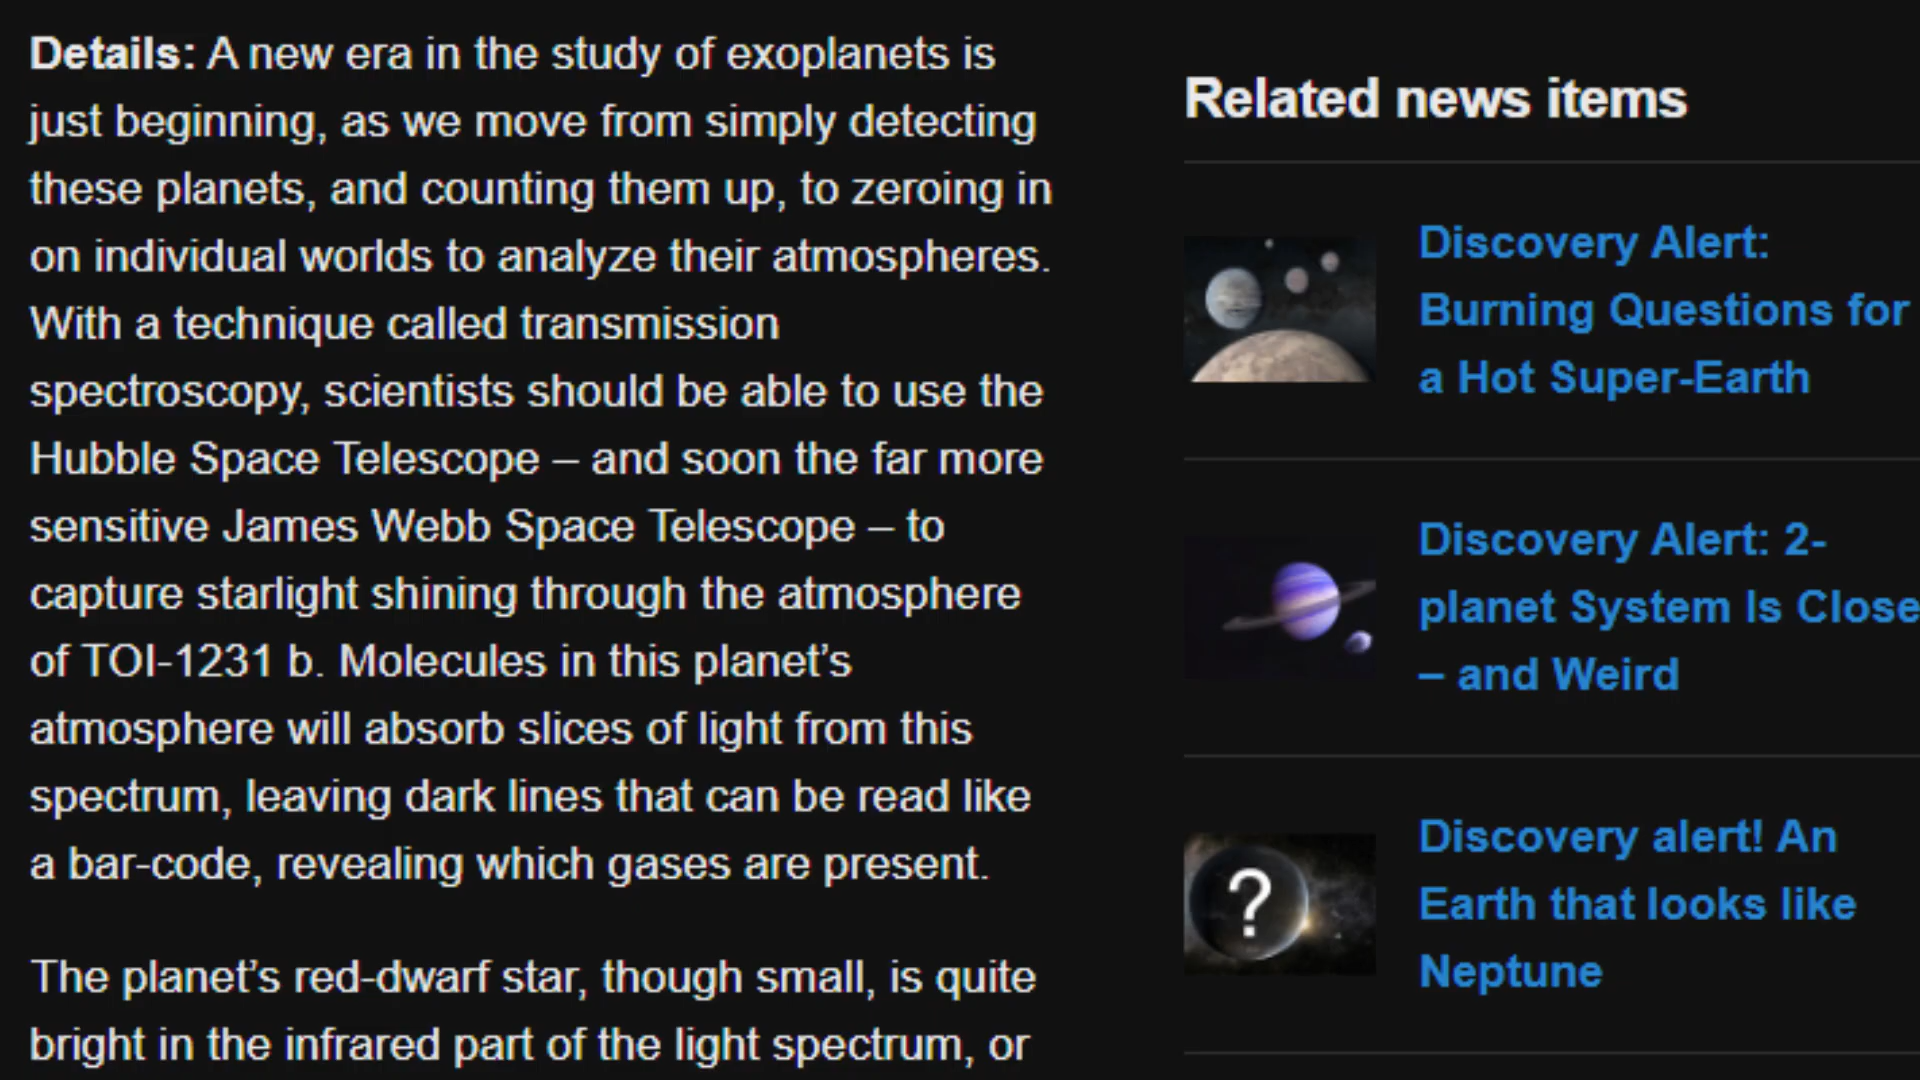 Details: A new era in the study of exoplanets is
just beginning, as we move from simply detecting
these planets, and counting them up, to zeroing in
on individual worlds to analyze their atmospheres.
With a technique called transmission
spectroscopy, scientists should be able to use the
Hubble Space Telescope – and soon the far more
sensitive James Webb Space Telescope – to
capture starlight shining through the atmosphere
of TOI-1231 b. Molecules in this planet’s
atmosphere will absorb slices of light from this
spectrum, leaving dark lines that can be read like
a bar-code, revealing which gases are present.
The planet’s red-dwarf star, though small, is quite
bright in the infrared part of the light spectrum, or
Related news items
Discovery Alert:
Burning Questions for
a Hot Super-Earth
Discovery Alert: 2-
planet System Is Close
– and Weird
?
Discovery alert! An
Earth that looks like
Neptune